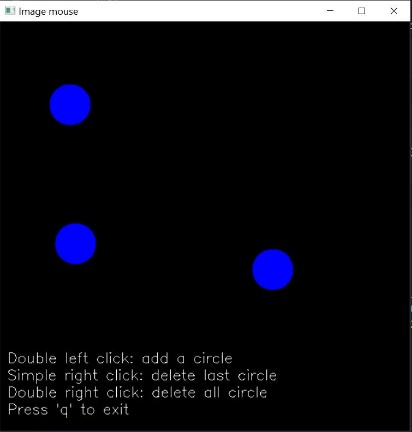 Image mouse
Double left click: add a circle
Simple right click: delete last circle
Double right click: delete all circle
Press 'q' to exit